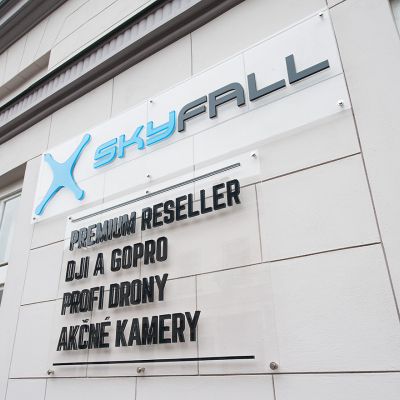 SKYFALL
PREMIUM RESELLER
DJI A GOPRO
PROFI DRONY
AKČNÉ KAMERY